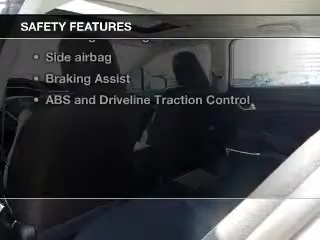 SAFETY FEATURES
• Side airbag
• Braking Assist
• ABS and Driveline Traction Control